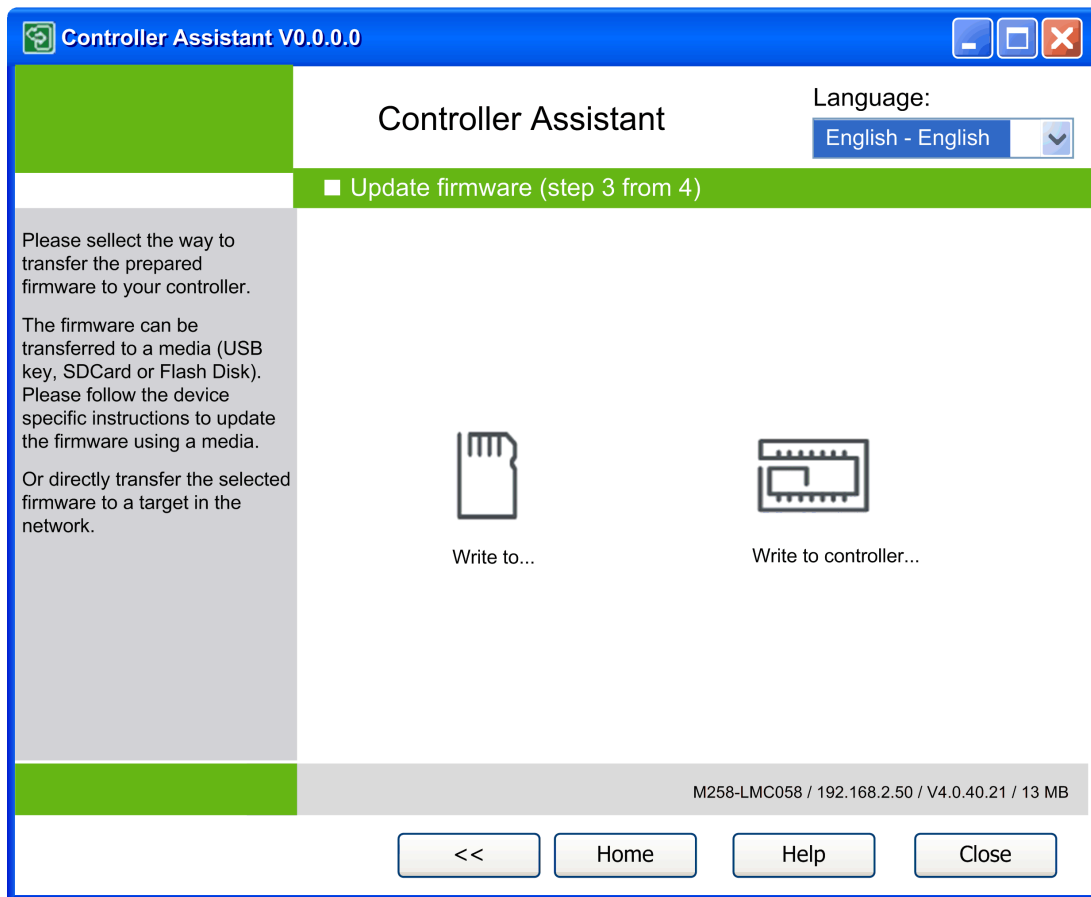 Controller Assistant V0.0.0.0
Controller Assistant
Language:
English - English
Update firmware (step 3 from 4)
Please sellect the way to
transfer the prepared
firmware to your controller.
The firmware can be
transferred to a media (USB
key, SDCard or Flash Disk).
Please follow the device
specific instructions to update
the firmware using a media.
Or directly transfer the selected
firmware to a target in the
network.
Write to...
Write to controller...
M258-LMC058 / 192.168.2.50 / V4.0.40.21 / 13 MB
<<
Home
Help
Close